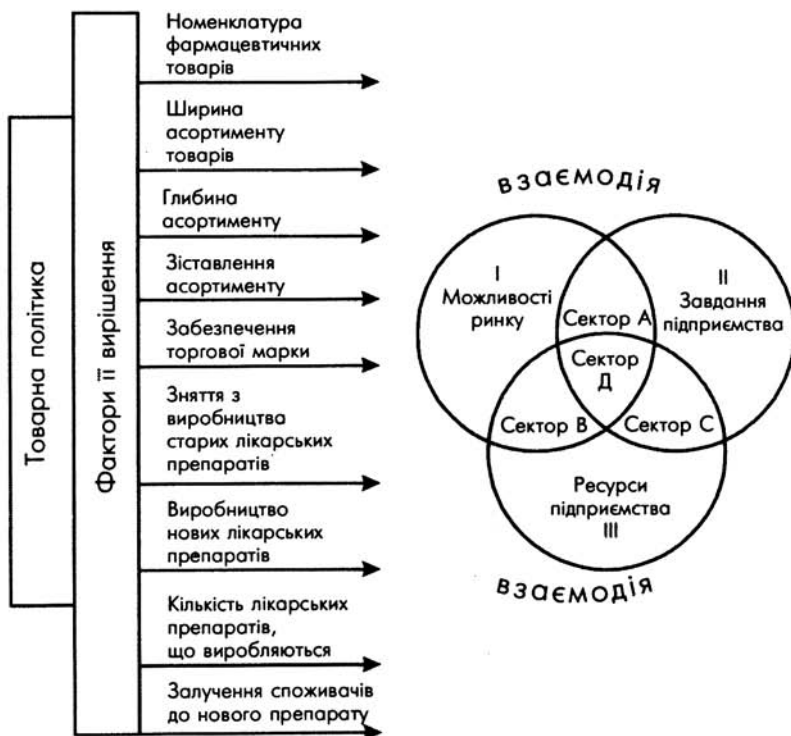 Товарна політика
Фактори її вирішення
Номенклатура
фармацевтичних
товарів
Ширина
асортименту
товарів
Глибина
асортименту
Зіставлення
асортименту
Забезпечення
торгової марки
Зняття з
виробництва
старих лікарських
препаратів
Виробництво
нових лікарських
препаратів
Кількість лікарських
препаратів,
що виробляються
Залучення споживачів
до нового препарату
взаємодія
I
Можливості
ринку
II
Завдання
підприємства
Сектор А
Сектор
Д
Сектор В
Сектор С
Ресурси
підприємства
III
взаємодія